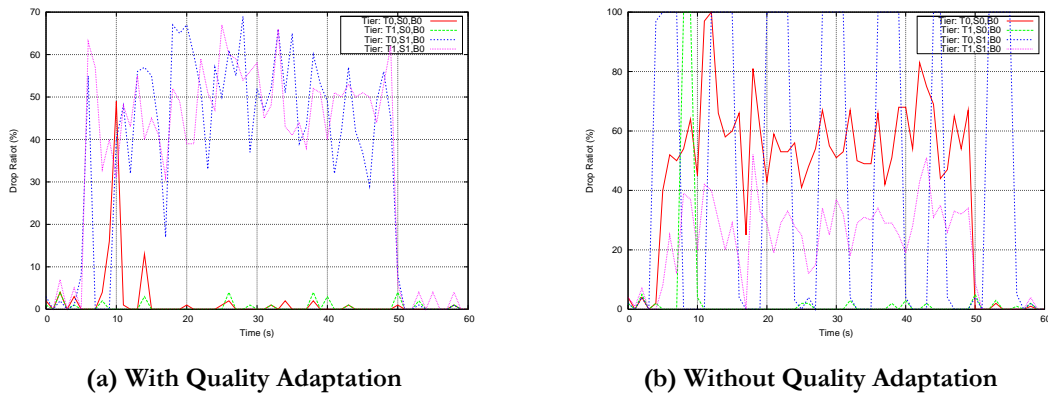 70
60
50
40
30
20
10
0
0 10 20 30 40 50 60
Drop Ratiot (%)
Time (s)
Tier: T0,S0,B0
Tier: T1,S0,B0
Tier: T0,S1,B0
Tier: T1,S1,B0
(a) With Quality Adaptation
100
80
60
40
20
0
0 10 20 30 40 50 60
Drop Ratiot (%)
Time (s)
Tier: T0,S0,B0
Tier: T1,S0,B0
Tier: T0,S1,B0
Tier: T1,S1,B0
(b) Without Quality Adaptation